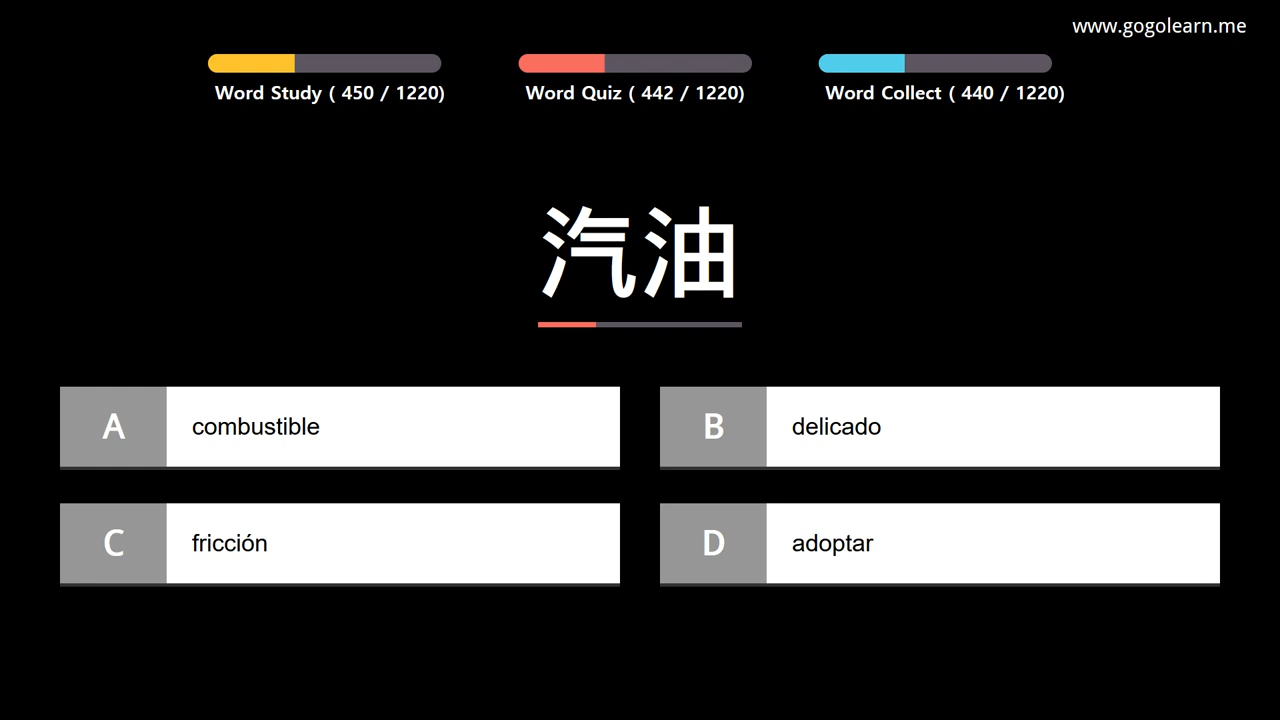 www.gogolearn.me
Word Study ( 450 / 1220)
Word Quiz ( 442 / 1220)
Word Collect ( 440 / 1220)
汽油
A combustible
B delicado
C fricción
D adoptar